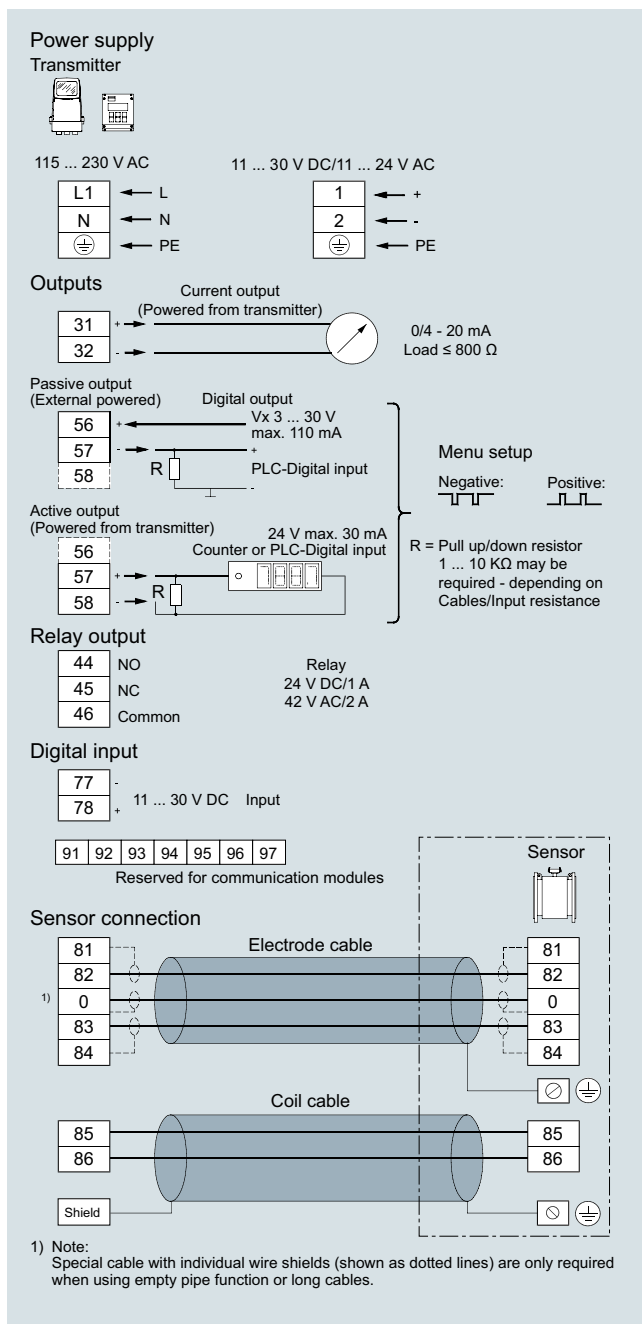 Power supply
Transmitter
115 ... 230 V AC
11 ... 30 V DC/11 ... 24 V AC
L1 L
N N
PE
1 +
2 -
PE
Outputs
Current output
(Powered from transmitter)
31 +
32 -
0/4 - 20 mA
Load ≤ 800 Ω
Passive output
(External powered)
Digital output
56 +
57 -
58
Vx 3 ... 30 V
max. 110 mA
+
R
PLC-Digital input
-
Menu setup
Negative: Positive:
R = Pull up/down resistor
1 ... 10 KΩ may be
required - depending on
Cables/Input resistance
Active output
(Powered from transmitter)
24 V max. 30 mA
Counter or PLC-Digital input
56
57 +
58 -
R
Relay output
44 NO
45 NC
46 Common
Relay
24 V DC/1 A
42 V AC/2 A
Digital input
77 -
78 +
11 ... 30 V DC Input
91 92 93 94 95 96 97
Reserved for communication modules
Sensor
Sensor connection
Electrode cable
81 81
82 82
1) 0 0
83 83
84 84
Coil cable
85 85
86 86
Shield
1) Note:
Special cable with individual wire shields (shown as dotted lines) are only required
when using empty pipe function or long cables.